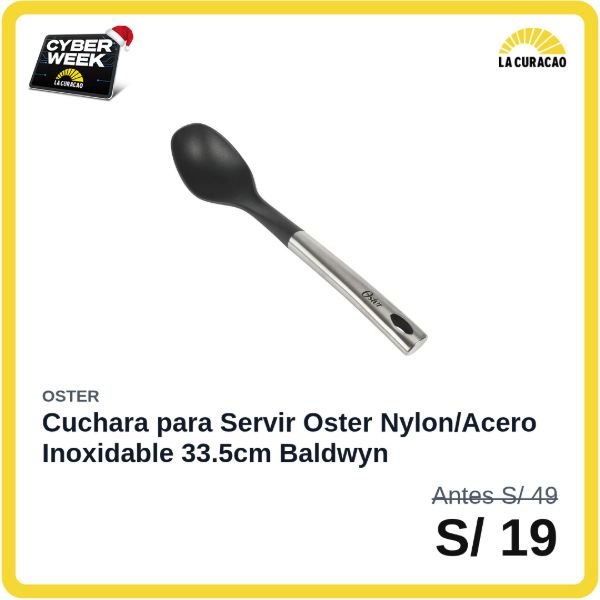 CYBER
WEEK
LA CURACAO
LA CURACAO
Oster
OSTER
Cuchara para Servir Oster Nylon/Acero
Inoxidable 33.5cm Baldwyn
Antes S/ 49
S/ 19